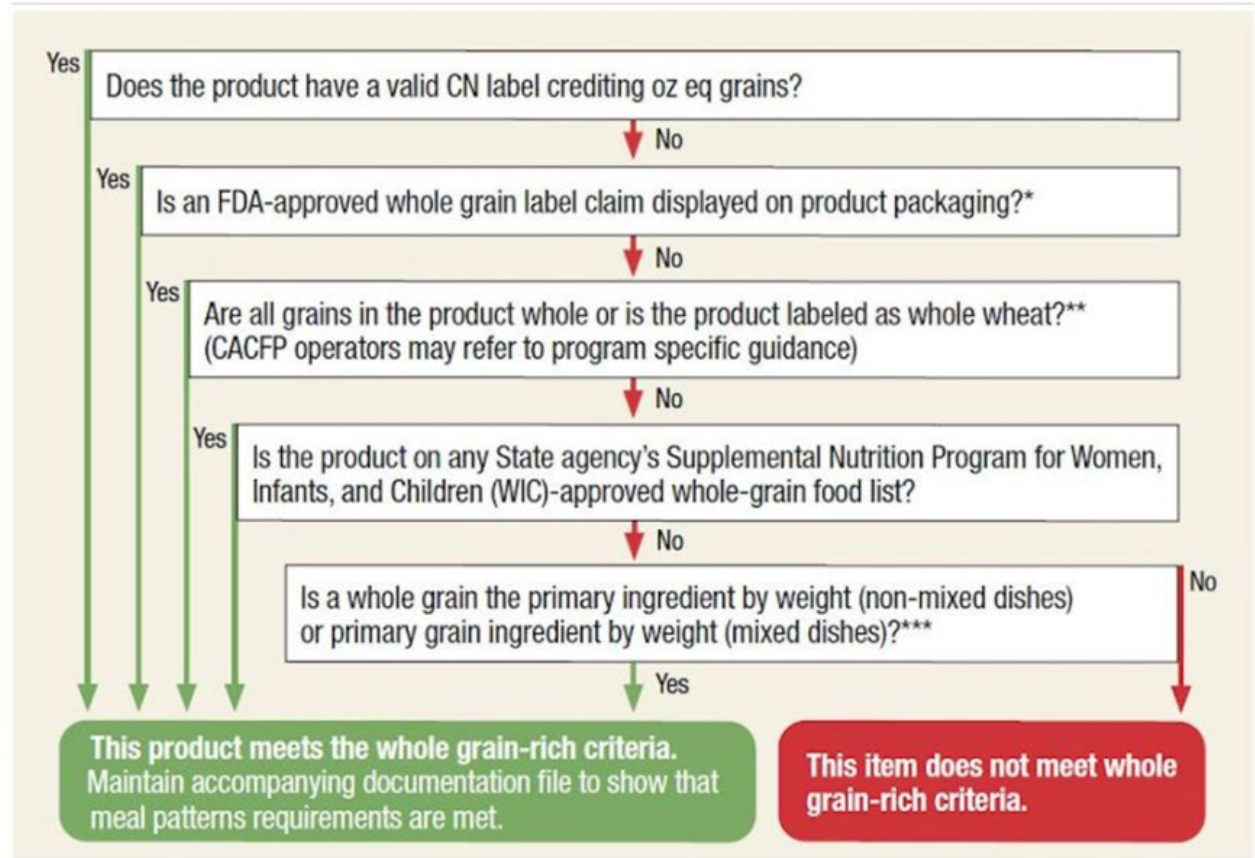 Yes
Does the product have a valid CN label crediting oz eq grains?
No
Yes
Is an FDA-approved whole grain label claim displayed on product packaging?*
No
Yes
Are all grains in the product whole or is the product labeled as whole wheat?**
(CACFP operators may refer to program specific guidance)
No
Yes
Is the product on any State agency’s Supplemental Nutrition Program for Women,
Infants, and Children (WIC)-approved whole-grain food list?
No
Is a whole grain the primary ingredient by weight (non-mixed dishes)
or primary grain ingredient by weight (mixed dishes)?***
No
Yes
This product meets the whole grain-rich criteria.
Maintain accompanying documentation file to show that
meal patterns requirements are met.
This item does not meet whole
grain-rich criteria.